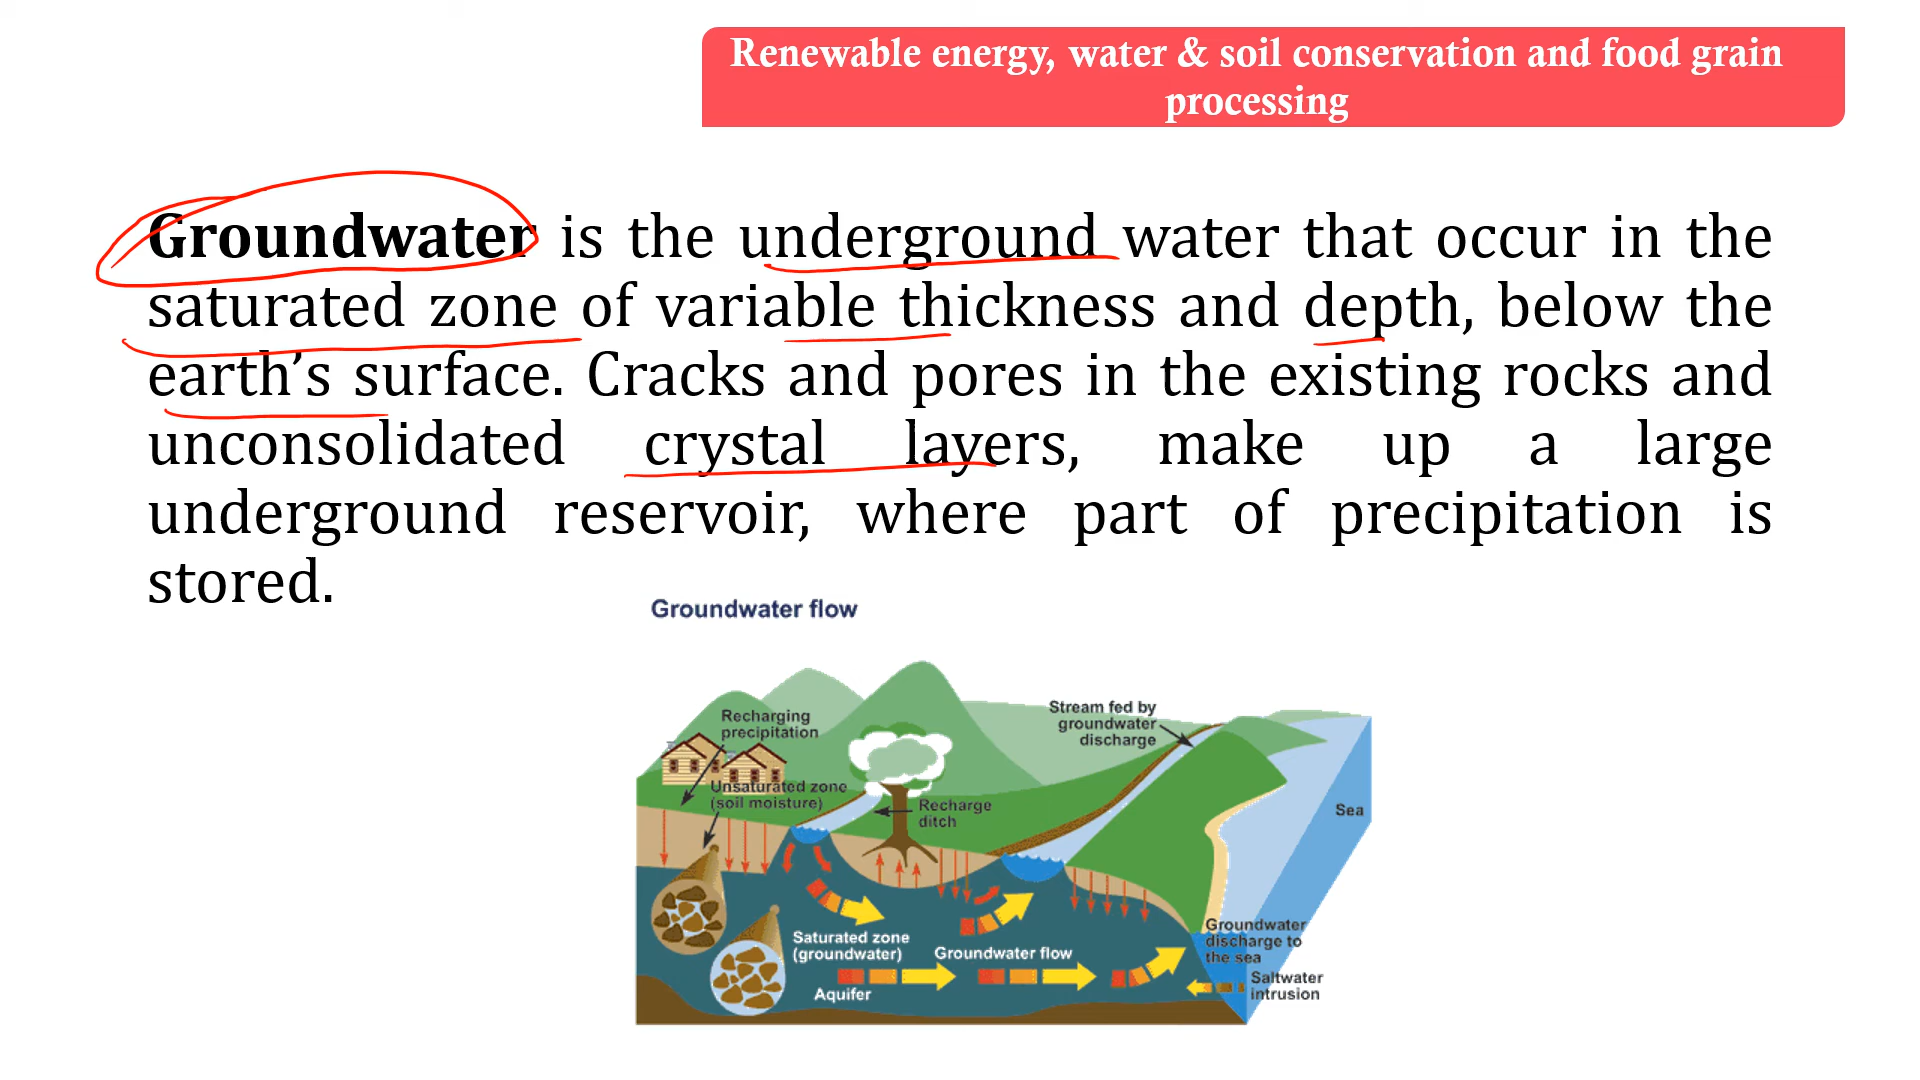 Renewable energy, water & soil conservation and food grain
processing
Groundwater is the underground water that occur in the
saturated zone of variable thickness and depth, below the
earth’s surface. Cracks and pores in the existing rocks and
unconsolidated crystal layers, make up a large
underground reservoir, where part of precipitation is
stored.
Groundwater flow
Recharging
precipitation
Unsaturated zone
(soil moisture)
Recharge
ditch
Stream fed by
groundwater
discharge
Sea
Saturated zone
(groundwater)
Groundwater flow
Aquifer
Groundwater
discharge to
the sea
Saltwater
intrusion